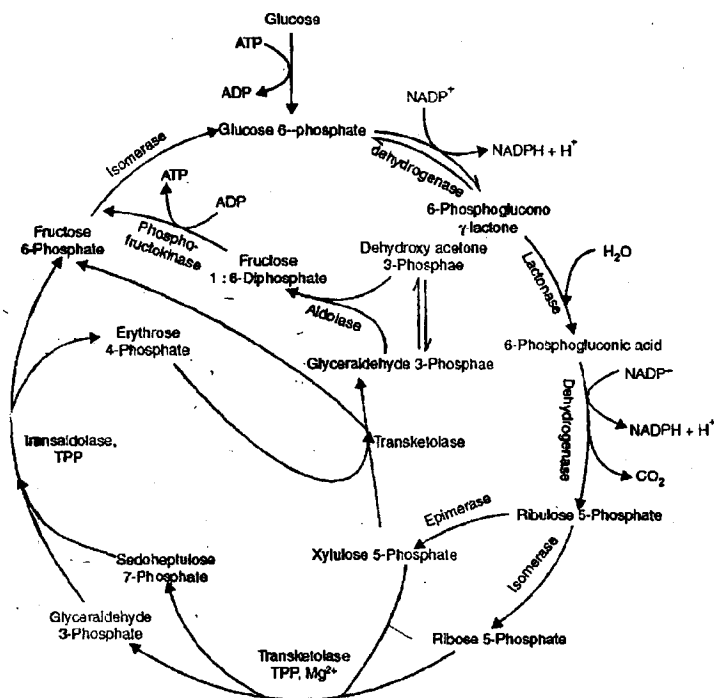 Glucose
ATP
ADP
Glucose 6--phosphate
NADP+
NADPH + H+
dehydrogenase
Isomerase
ATP
ADP
Phospho-
fructokinase
6-Phosphoglucono
γ-lactone
Fructose
6-Phosphate
Fructose
1 : 6-Diphosphate
Dehydroxy acetone
3-Phosphae
H2O
Lactonase
Aldolase
Erythrose
4-Phosphate
Glyceraldehyde 3-Phosphae
6-Phosphogluconic acid
NADP–
Dehydrogenase
NADPH + H+
CO2
Transaldolase,
TPP
Transketolase
Epimerase
Ribulose 5-Phosphate
Xylulose 5-Phosphate
Isomerase
Sedoheptulose
7-Phosphate
Glyceraldehyde
3-Phosphate
Transketolase
TPP, Mg2+
Ribose 5-Phosphate